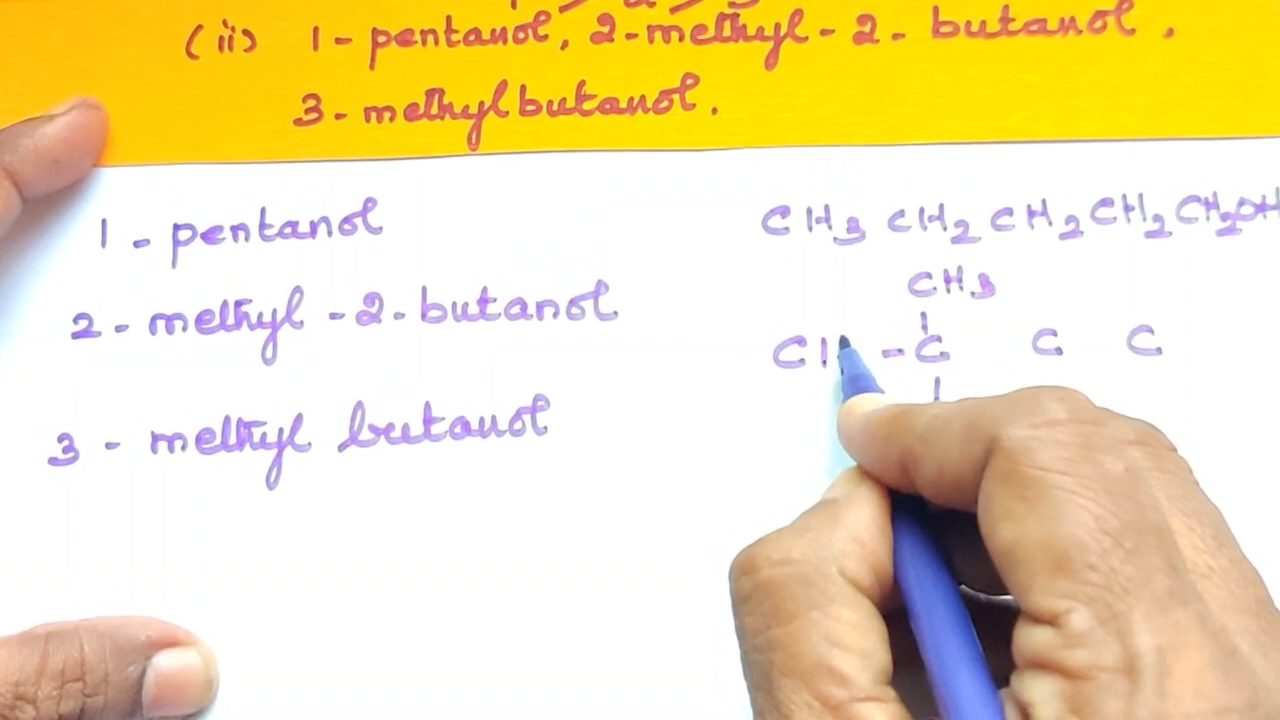 (ii) 1 - pentanol, 2-methyl - 2 - butanol,
3 - methylbutanol.
1 - pentanol
CH3 CH2 CH2 CH2 CH2OH
CH3
2 - methyl - 2 - butanol
C - C C C
3 - methyl butanol